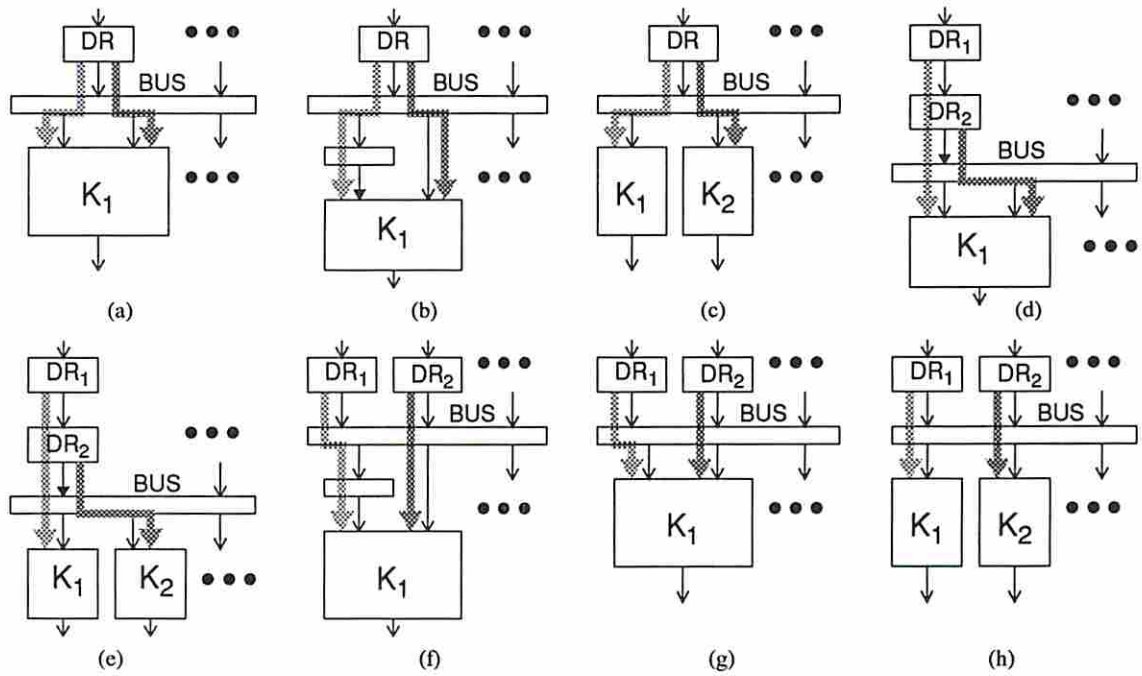 DR
BUS
K₁
(a)
DR
BUS
K₁
(b)
DR
BUS
K₁ K₂
(c)
DR₁
DR₂
BUS
K₁
(d)
DR₁
DR₂
BUS
K₁ K₂
(e)
DR₁ DR₂
BUS
K₁
(f)
DR₁ DR₂
BUS
K₁
(g)
DR₁ DR₂
BUS
K₁ K₂
(h)